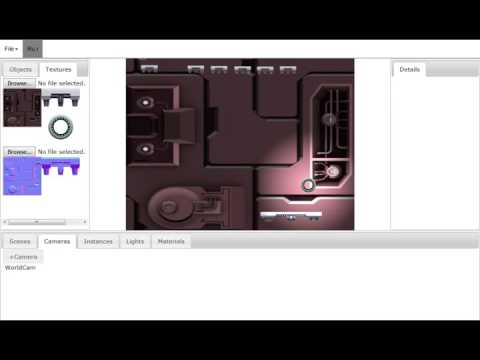 File
Objects Textures
Browse... No file selected.
Browse... No file selected.
Details
Scenes Cameras Instances Lights Materials
+Camera
WorldCam